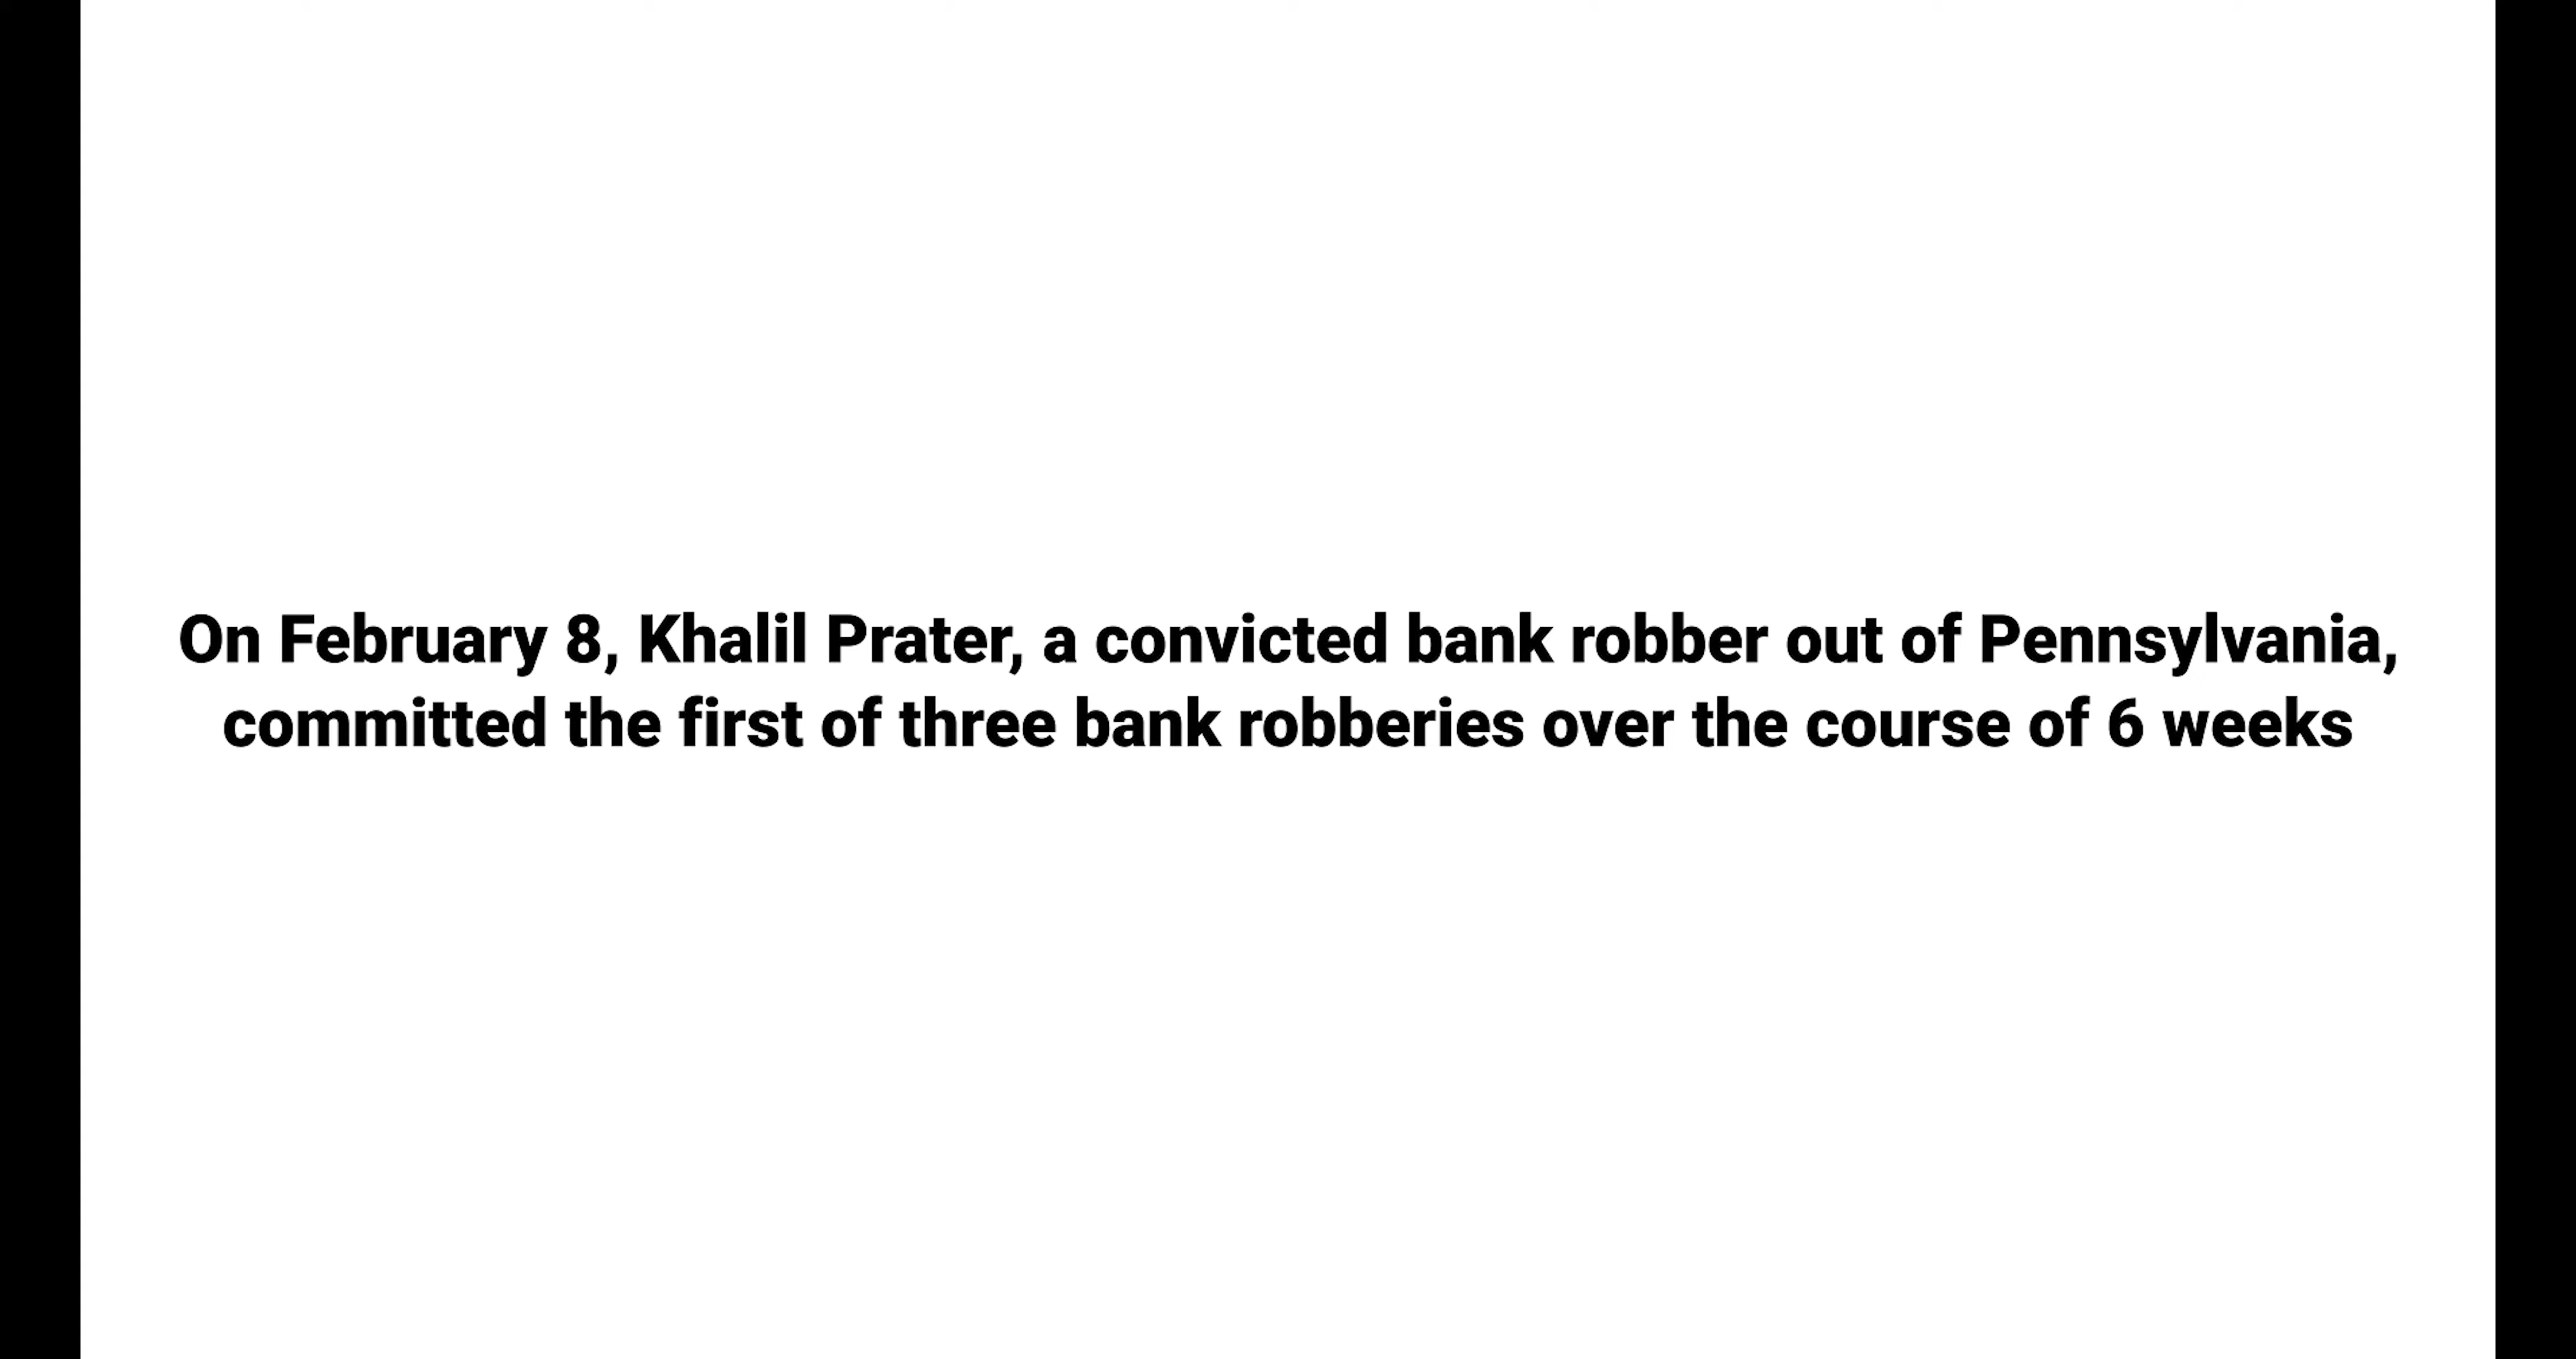 On February 8, Khalil Prater, a convicted bank robber out of Pennsylvania,
committed the first of three bank robberies over the course of 6 weeks